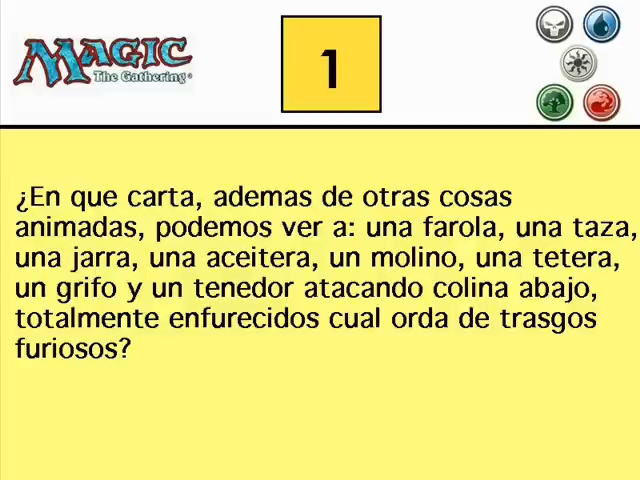 MAGIC
The Gathering®
1
¿En que carta, ademas de otras cosas
animadas, podemos ver a: una farola, una taza,
una jarra, una aceitera, un molino, una tetera,
un grifo y un tenedor atacando colina abajo,
totalmente enfurecidos cual orda de trasgos
furiosos?